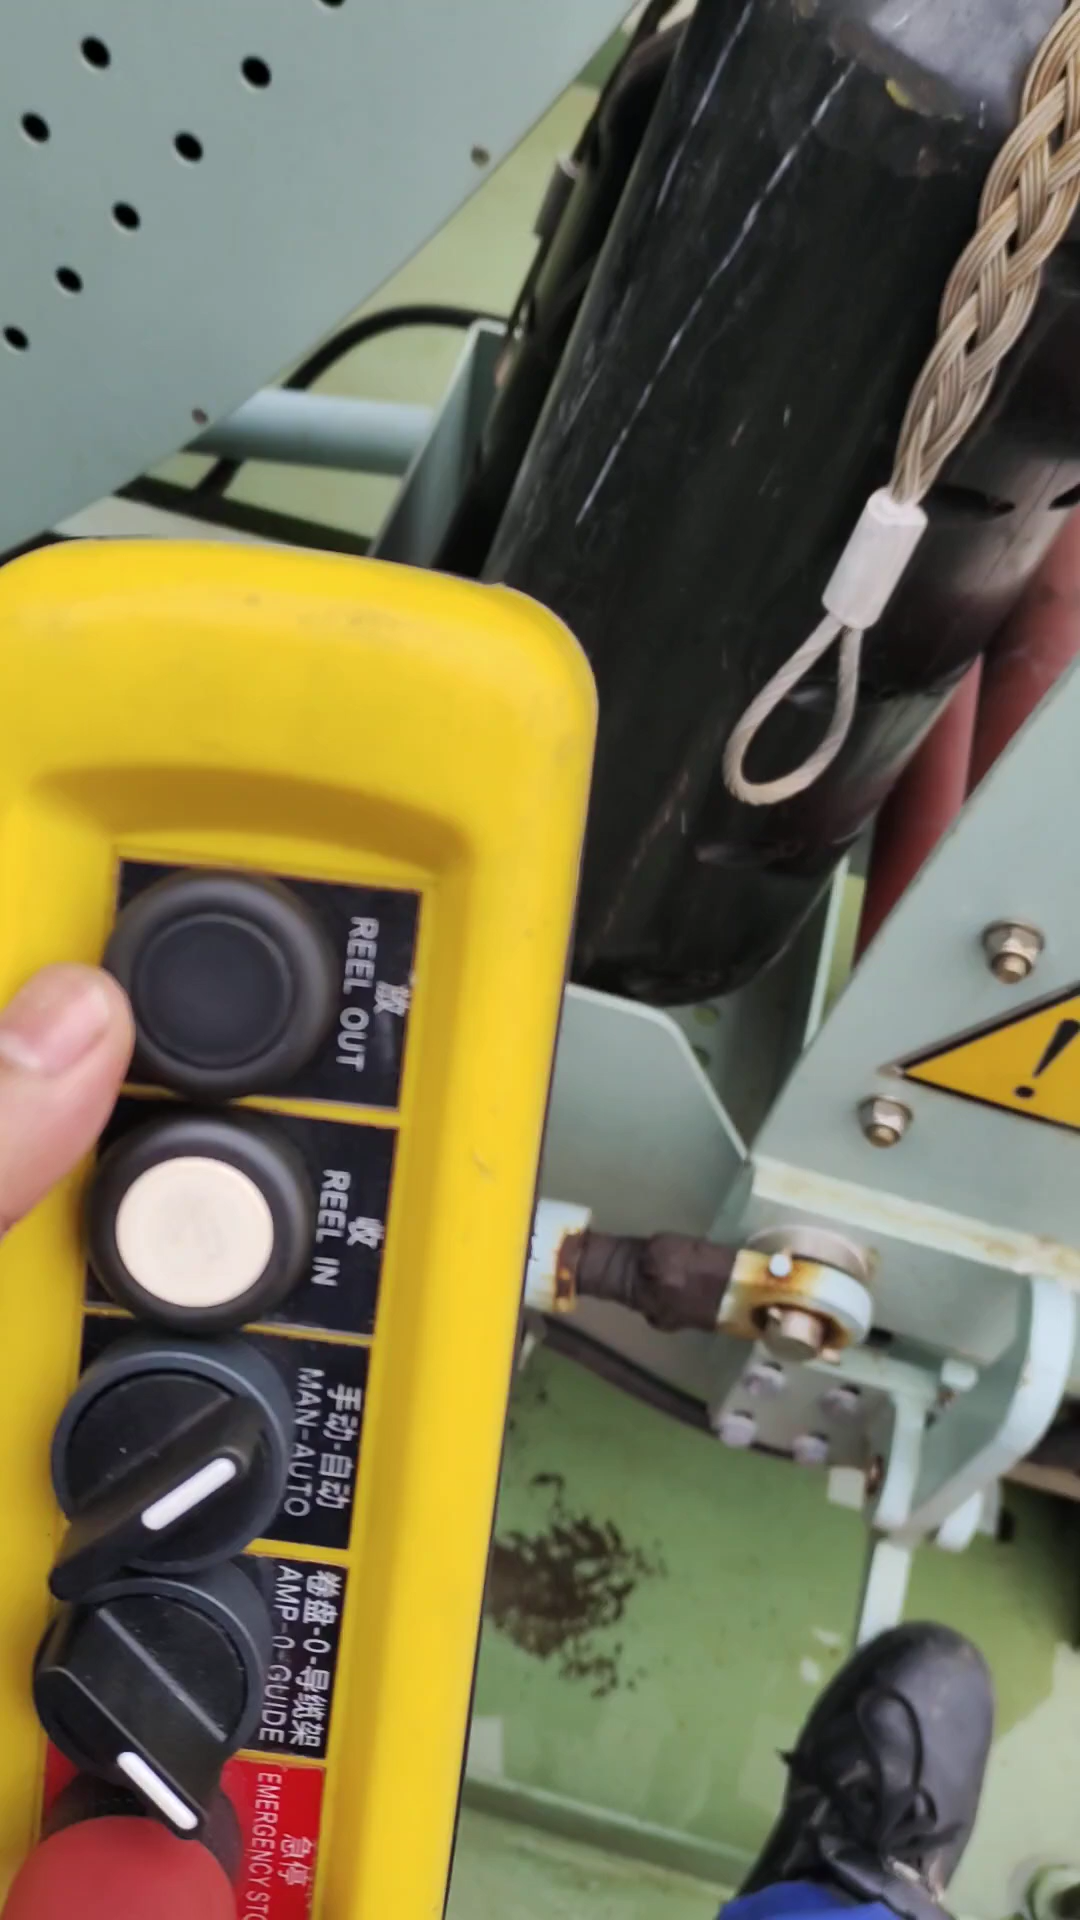 放
REEL OUT
收
REEL IN
手动-自动
MAN-AUTO
卷盘-0-导缆架
AMP-0-GUIDE
急停
EMERGENCY STO